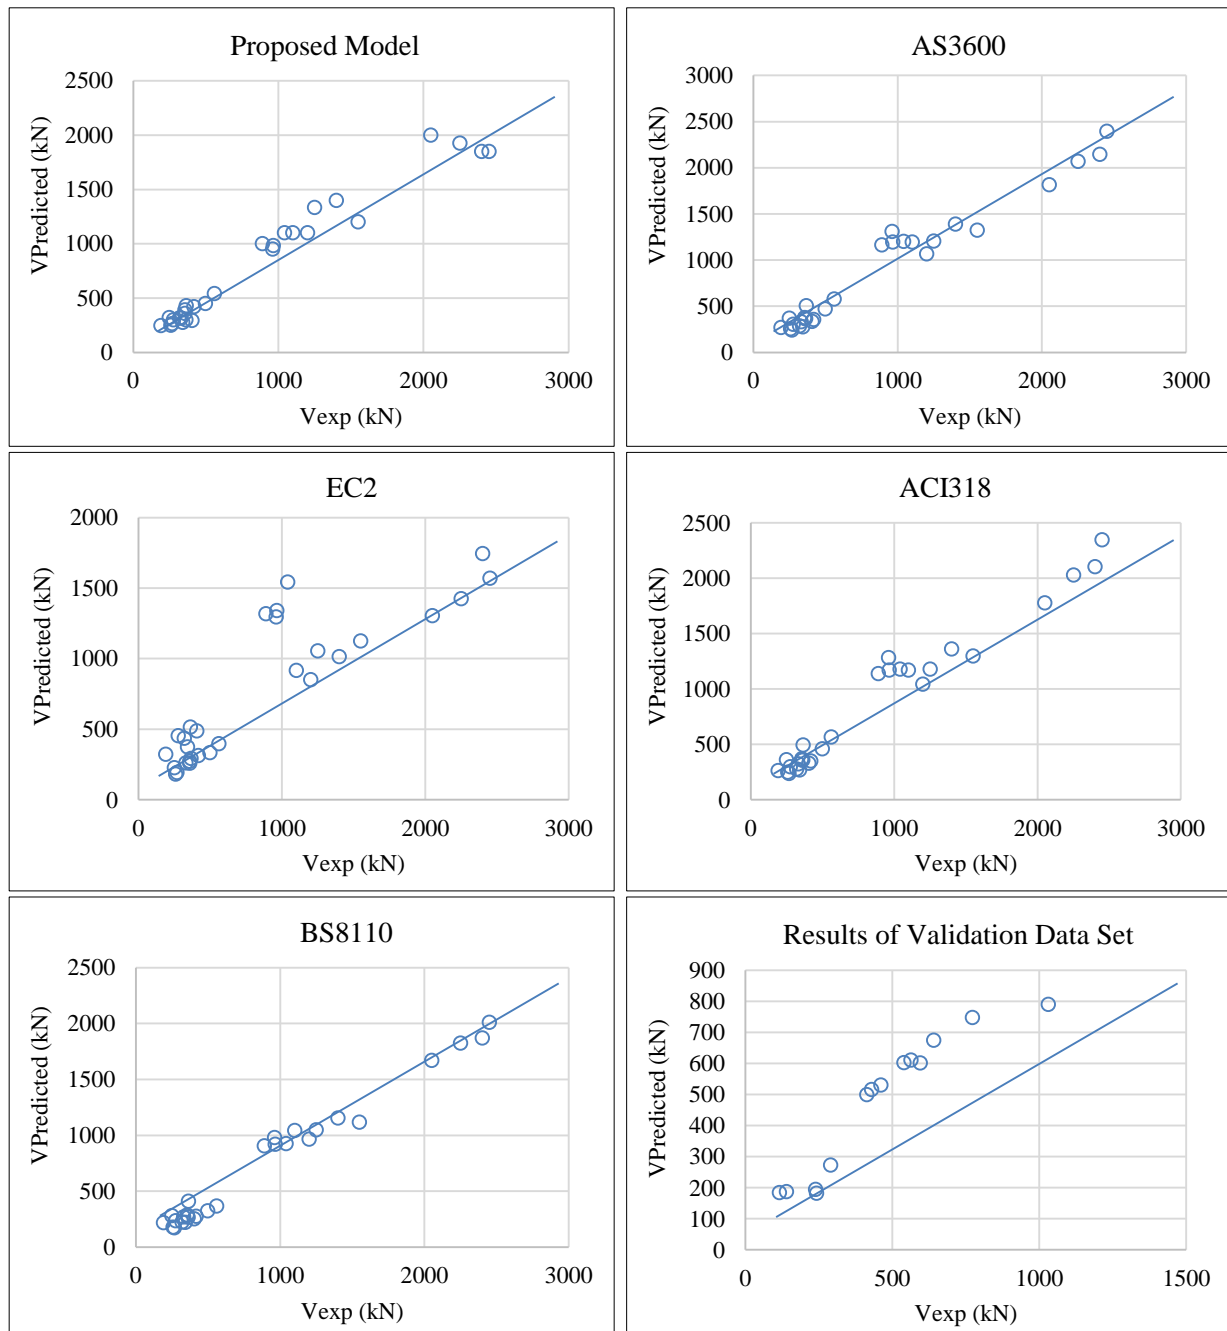 Proposed Model
2500
2000
1500
1000
500
0
0 1000 2000 3000
VPredicted (kN)
Vexp (kN)
AS3600
3000
2500
2000
1500
1000
500
0
0 1000 2000 3000
VPredicted (kN)
Vexp (kN)
EC2
2000
1500
1000
500
0
0 1000 2000 3000
VPredicted (kN)
Vexp (kN)
ACI318
2500
2000
1500
1000
500
0
0 1000 2000 3000
VPredicted (kN)
Vexp (kN)
BS8110
2500
2000
1500
1000
500
0
0 1000 2000 3000
VPredicted (kN)
Vexp (kN)
Results of Validation Data Set
900
800
700
600
500
400
300
200
100
0
0 500 1000 1500
VPredicted (kN)
Vexp (kN)